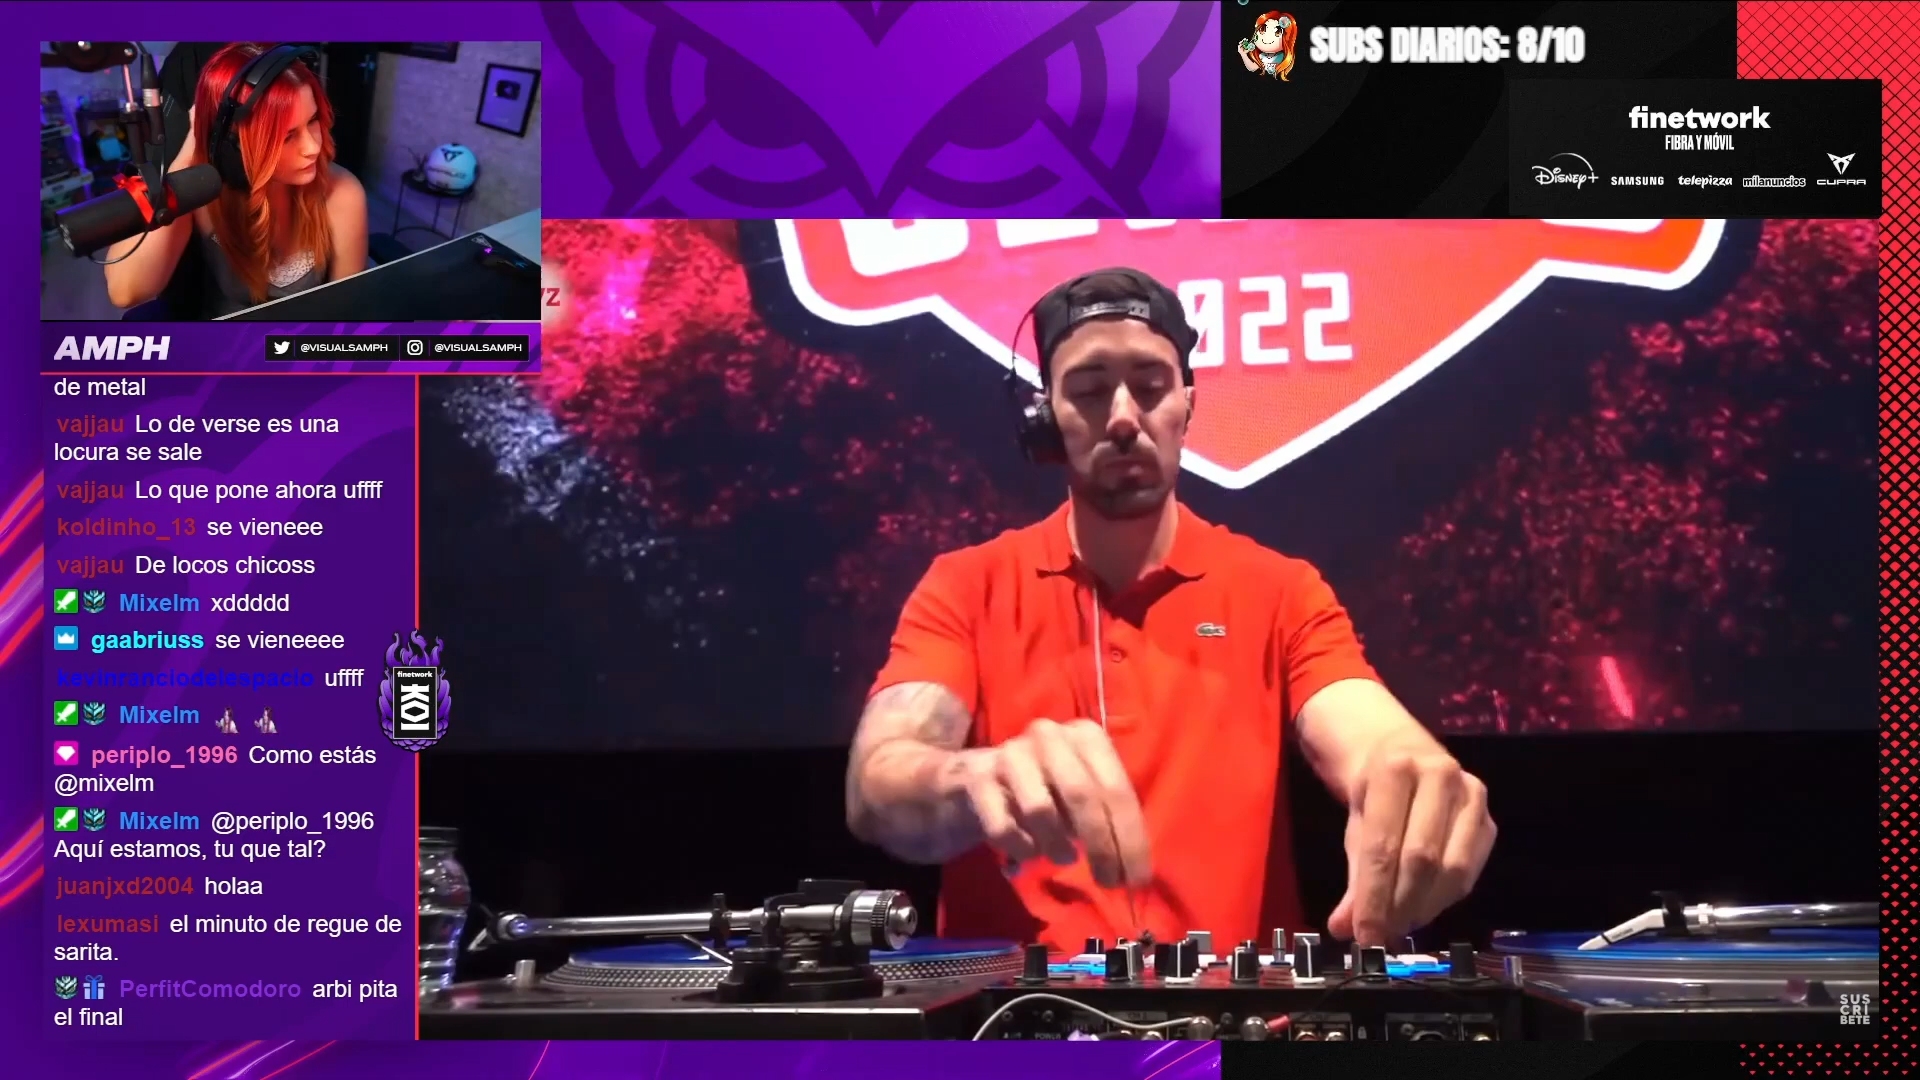 SUBS DIARIOS: 8/10
finetwork
FIBRA Y MÓVIL
Disney+ SAMSUNG telepizza milanuncios CUPRA
AMPH
@VISUALSAMPH @VISUALSAMPH
de metal
vajjau Lo de verse es una
locura se sale
vajjau Lo que pone ahora uffff
koldinho_13 se vieneee
vajjau De locos chicoss
Mixelm xddddd
gaabriuss se vieneeee
kevinranciodelespacio uffff
Mixelm
periplo_1996 Como estás
@mixelm
Mixelm @periplo_1996
Aquí estamos, tu que tal?
juanjxd2004 holaa
lexumasi el minuto de regue de
sarita.
PerfitComodoro arbi pita
el final
finetwork
KOI
2022
SUS
CRI
BETE